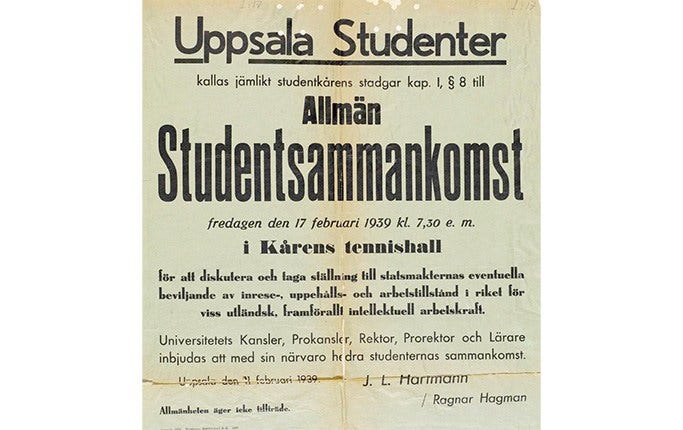 Uppsala Studenter
kallas jämlikt studentkårens stadgar kap. I, § 8 till
Allmän
Studentsammankomst
fredagen den 17 februari 1939 kl. 7,30 e. m.
i Kårens tennishall
för att diskutera och taga ställning till statsmakternas eventuella
beviljande av inrese-, uppehålls- och arbetstillstånd i riket för
viss utländsk, framförallt intellektuell arbetskraft.
Universitetets Kansler, Prokansler, Rektor, Prorektor och Lärare
inbjudas att med sin närvaro hedra studenternas sammankomst.
Uppsala den 11 februari 1939.
J. L. Hartmann
/ Ragnar Hagman
Allmänheten äger icke tillträde.